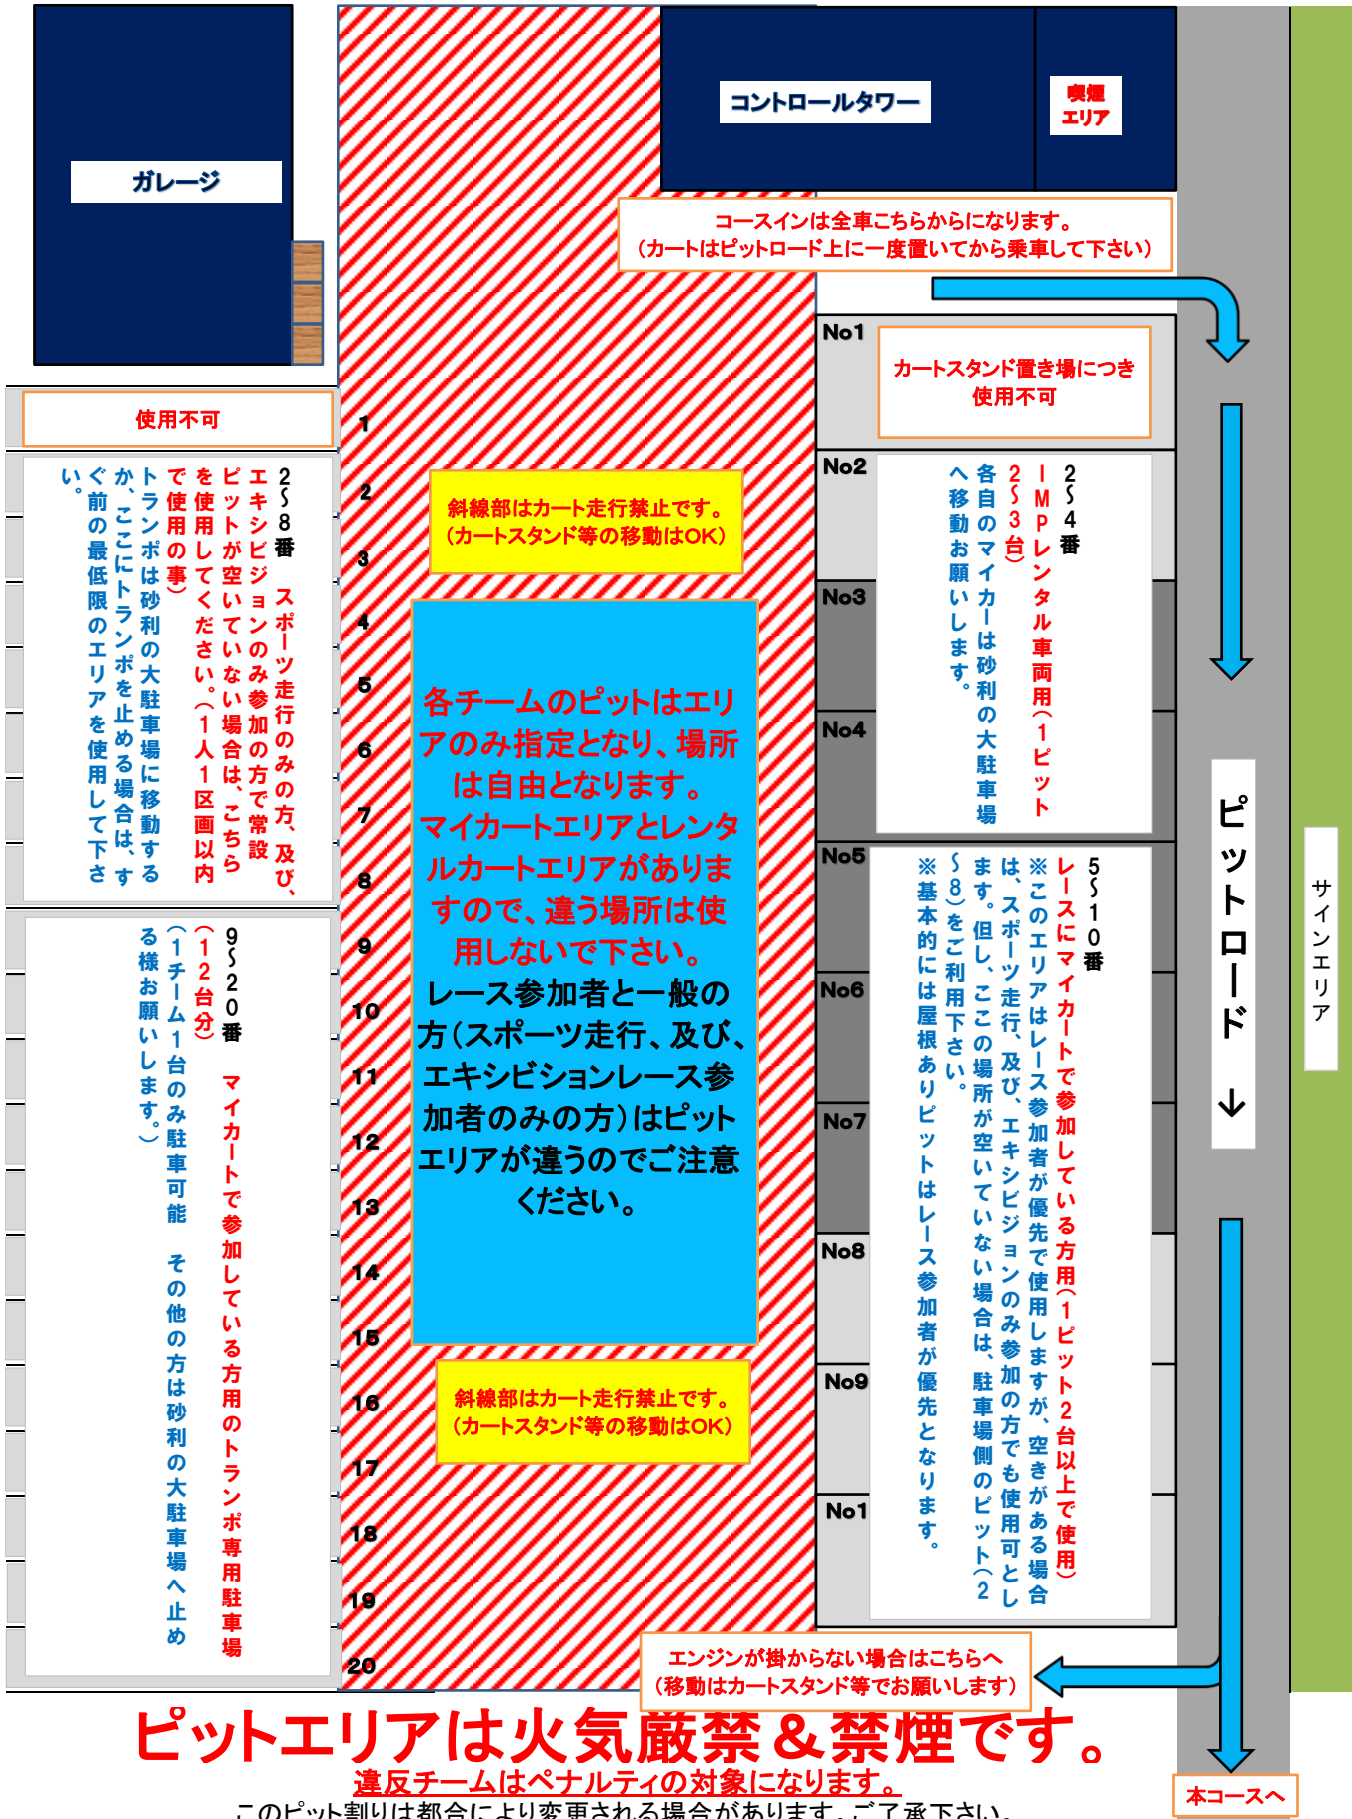 コントロールタワー
喫煙
エリア
ガレージ
コースインは全車こちらからになります。
（カートはピットロード上に一度置いてから乗車して下さい）
No1
カートスタンド置き場につき
使用不可
使用不可
1
2
3
4
5
6
7
8
9
10
11
12
13
14
15
16
17
18
19
20
2～8番　スポーツ走行のみの方、及び、
エキシビジョンのみ参加の方で常設
ピットが空いていない場合は、こちら
を使用してください。（1人1区画以内
で使用の事）
トランポは砂利の大駐車場に移動する
か、ここにトランポを止める場合は、す
ぐ前の最低限のエリアを使用して下さ
い。
斜線部はカート走行禁止です。
（カートスタンド等の移動はOK）
No2
No3
No4
2～4番
ＩＭＰレンタル車両用（1ピット
2～3台）
各自のマイカーは砂利の大駐車場
へ移動お願いします。
各チームのピットはエリ
アのみ指定となり、場所
は自由となります。
マイカートエリアとレンタ
ルカートエリアがありま
すので、違う場所は使
用しないで下さい。
レース参加者と一般の
方（スポーツ走行、及び、
エキシビションレース参
加者のみの方）はピット
エリアが違うのでご注意
ください。
ピットロード　↓
サインエリア
No5
No6
No7
No8
No9
No1
5～10番
レースにマイカートで参加している方用（1ピット2台以上で使用）
※このエリアはレース参加者が優先で使用しますが、空きがある場合
は、スポーツ走行、及び、エキシビジョンのみ参加の方でも使用可とし
ます。但し、ここの場所が空いていない場合は、駐車場側のピット（2
～8）をご利用下さい。
※基本的には屋根ありピットはレース参加者が優先となります。
9～20番　マイカートで参加している方用のトランポ専用駐車場
（12台分）
（1チーム1台のみ駐車可能　その他の方は砂利の大駐車場へ止め
る様お願いします。）
斜線部はカート走行禁止です。
（カートスタンド等の移動はOK）
エンジンが掛からない場合はこちらへ
（移動はカートスタンド等でお願いします）
ピットエリアは火気厳禁＆禁煙です。
違反チームはペナルティの対象になります。
本コースへ
このピット割りは都合により変更される場合があります。ご了承下さい。